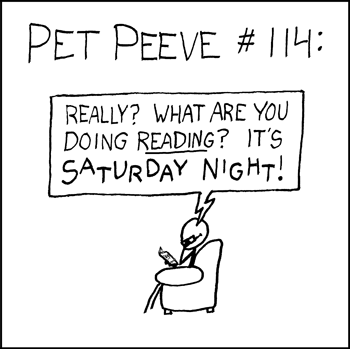 PET PEEVE #114:
REALLY? WHAT ARE YOU
DOING READING? IT'S
SATURDAY NIGHT!